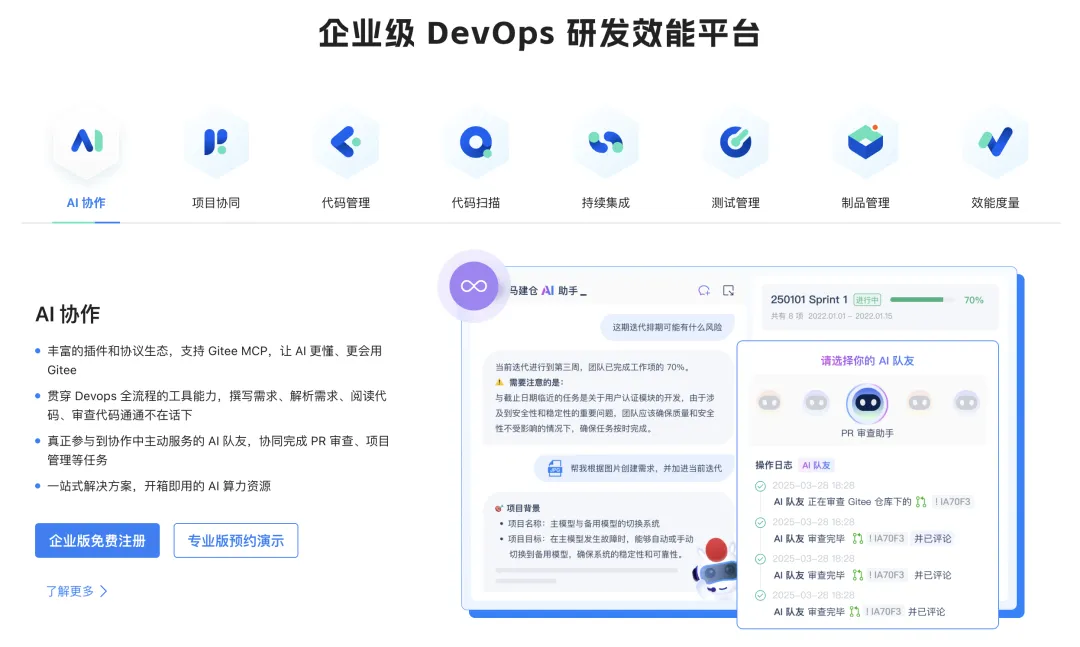 企业级 DevOps 研发效能平台
AI 协作
项目协同
代码管理
代码扫描
持续集成
测试管理
制品管理
效能度量
AI 协作
丰富的插件和协议生态，支持 Gitee MCP，让 AI 更懂、更会用
Gitee
贯穿 Devops 全流程的工具能力，撰写需求、解析需求、阅读代
码、审查代码通通不在话下
真正参与到协作中主动服务的 AI 队友，协同完成 PR 审查、项目
管理等任务
一站式解决方案，开箱即用的 AI 算力资源
企业版免费注册
专业版预约演示
了解更多
马建仓 AI 助手 _
这期迭代排期可能有什么风险
当前迭代进行到第三周，团队已完成工作项的 70%。
需要注意的是：
与截止日期临近的任务是关于用户认证模块的开发，由于涉
及到安全性和稳定性的重要问题，团队应该确保质量和安全
性不受影响的情况下，确保任务按时完成。
帮我根据图片创建需求，并加进当前迭代
项目背景
项目名称：主模型与备用模型的切换系统
项目目标：在主模型发生故障时，能够自动或手动
切换到备用模型，确保系统的稳定性和可靠性。
250101 Sprint 1 进行中 70%
共有 8 项 2022.01.01 - 2022.01.15
请选择你的 AI 队友
PR 审查助手
操作日志 AI 队友
2025-03-28 18:28
AI 队友 正在审查 Gitee 仓库下的 ! IA70F3
2025-03-28 18:28
AI 队友 审查完毕 ! IA70F3 并已评论
2025-03-28 18:28
AI 队友 审查完毕 ! IA70F3 并已评论
2025-03-28 18:28
AI 队友 审查完毕 ! IA70F3 并已评论